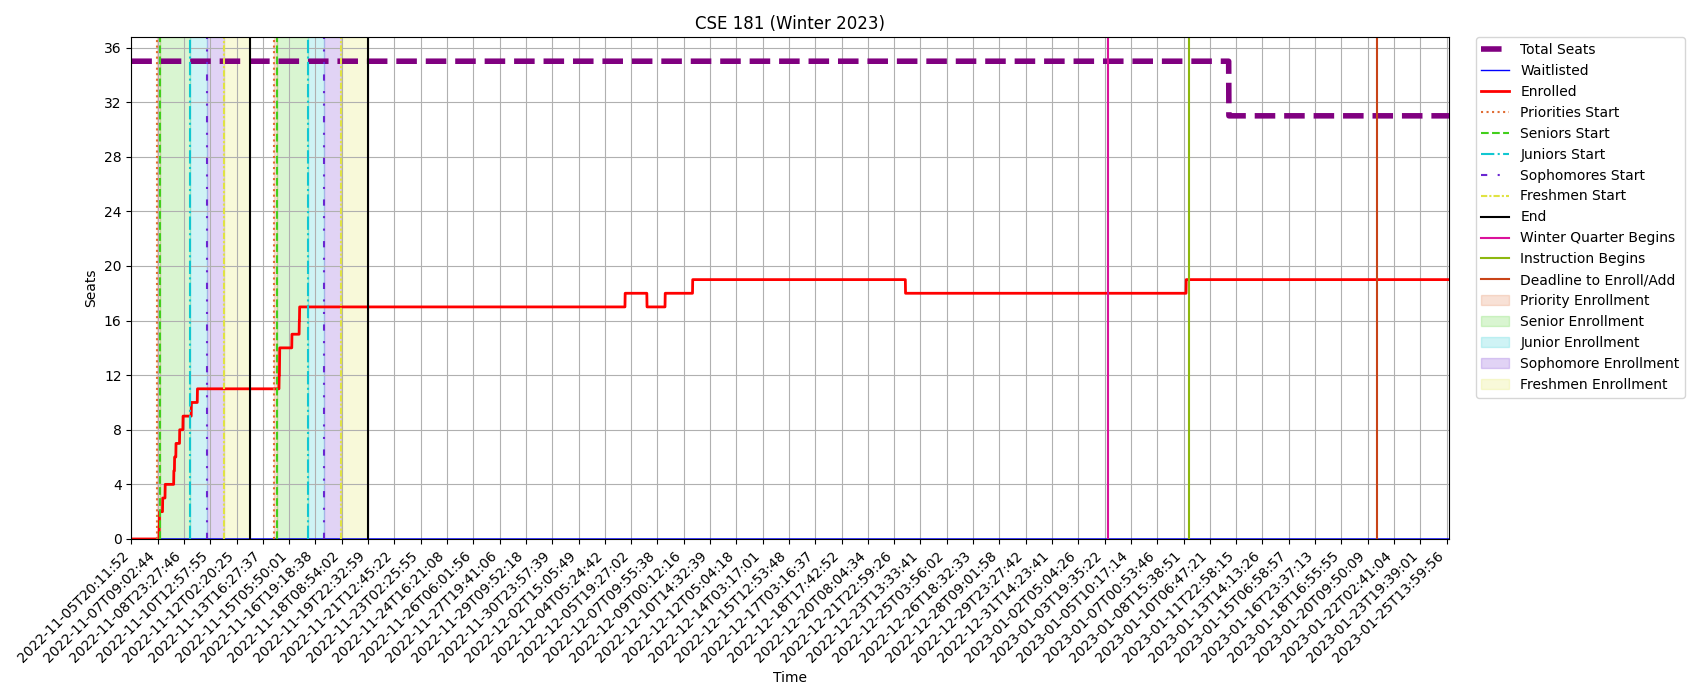 CSE 181 (Winter 2023)
36
32
28
24
20
16
12
8
4
0
Seats
2022-11-05T20:11:52
2022-11-07T09:02:44
2022-11-08T23:27:46
2022-11-10T12:57:55
2022-11-12T02:20:25
2022-11-13T16:27:37
2022-11-15T05:50:01
2022-11-16T19:18:38
2022-11-18T08:54:02
2022-11-19T22:32:59
2022-11-21T12:45:22
2022-11-23T02:25:55
2022-11-24T16:21:08
2022-11-26T06:01:56
2022-11-27T19:41:06
2022-11-29T09:52:18
2022-11-30T23:57:39
2022-12-02T15:05:49
2022-12-04T05:24:42
2022-12-05T19:27:02
2022-12-07T09:55:38
2022-12-09T00:12:16
2022-12-10T14:32:39
2022-12-12T05:04:18
2022-12-14T03:17:01
2022-12-15T12:53:48
2022-12-17T03:16:37
2022-12-18T17:42:52
2022-12-20T08:04:34
2022-12-21T22:59:26
2022-12-23T13:33:41
2022-12-25T03:56:02
2022-12-26T18:32:33
2022-12-28T09:01:58
2022-12-29T23:27:42
2022-12-31T14:23:41
2023-01-02T05:04:26
2023-01-03T19:35:22
2023-01-05T10:17:14
2023-01-07T00:53:46
2023-01-08T15:38:51
2023-01-10T06:47:21
2023-01-11T22:58:15
2023-01-13T14:13:26
2023-01-15T06:58:57
2023-01-16T23:37:13
2023-01-18T16:55:55
2023-01-20T09:50:09
2023-01-22T02:41:04
2023-01-23T19:39:01
2023-01-25T13:59:56
Time
Total Seats
Waitlisted
Enrolled
Priorities Start
Seniors Start
Juniors Start
Sophomores Start
Freshmen Start
End
Winter Quarter Begins
Instruction Begins
Deadline to Enroll/Add
Priority Enrollment
Senior Enrollment
Junior Enrollment
Sophomore Enrollment
Freshmen Enrollment